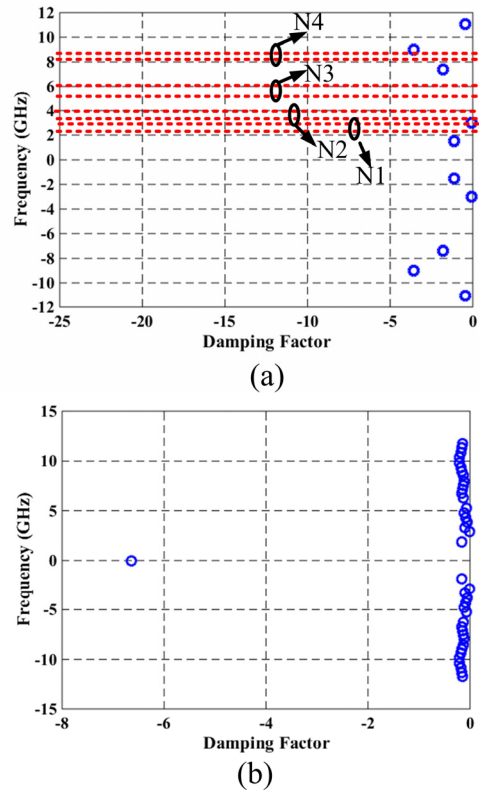 12
10
8
6
4
2
0
-2
-4
-6
-8
-10
-12
Frequency (GHz)
N4
N3
N2
N1
-25 -20 -15 -10 -5 0
Damping Factor
(a)
15
10
5
0
-5
-10
-15
Frequency (GHz)
-8 -6 -4 -2 0
Damping Factor
(b)